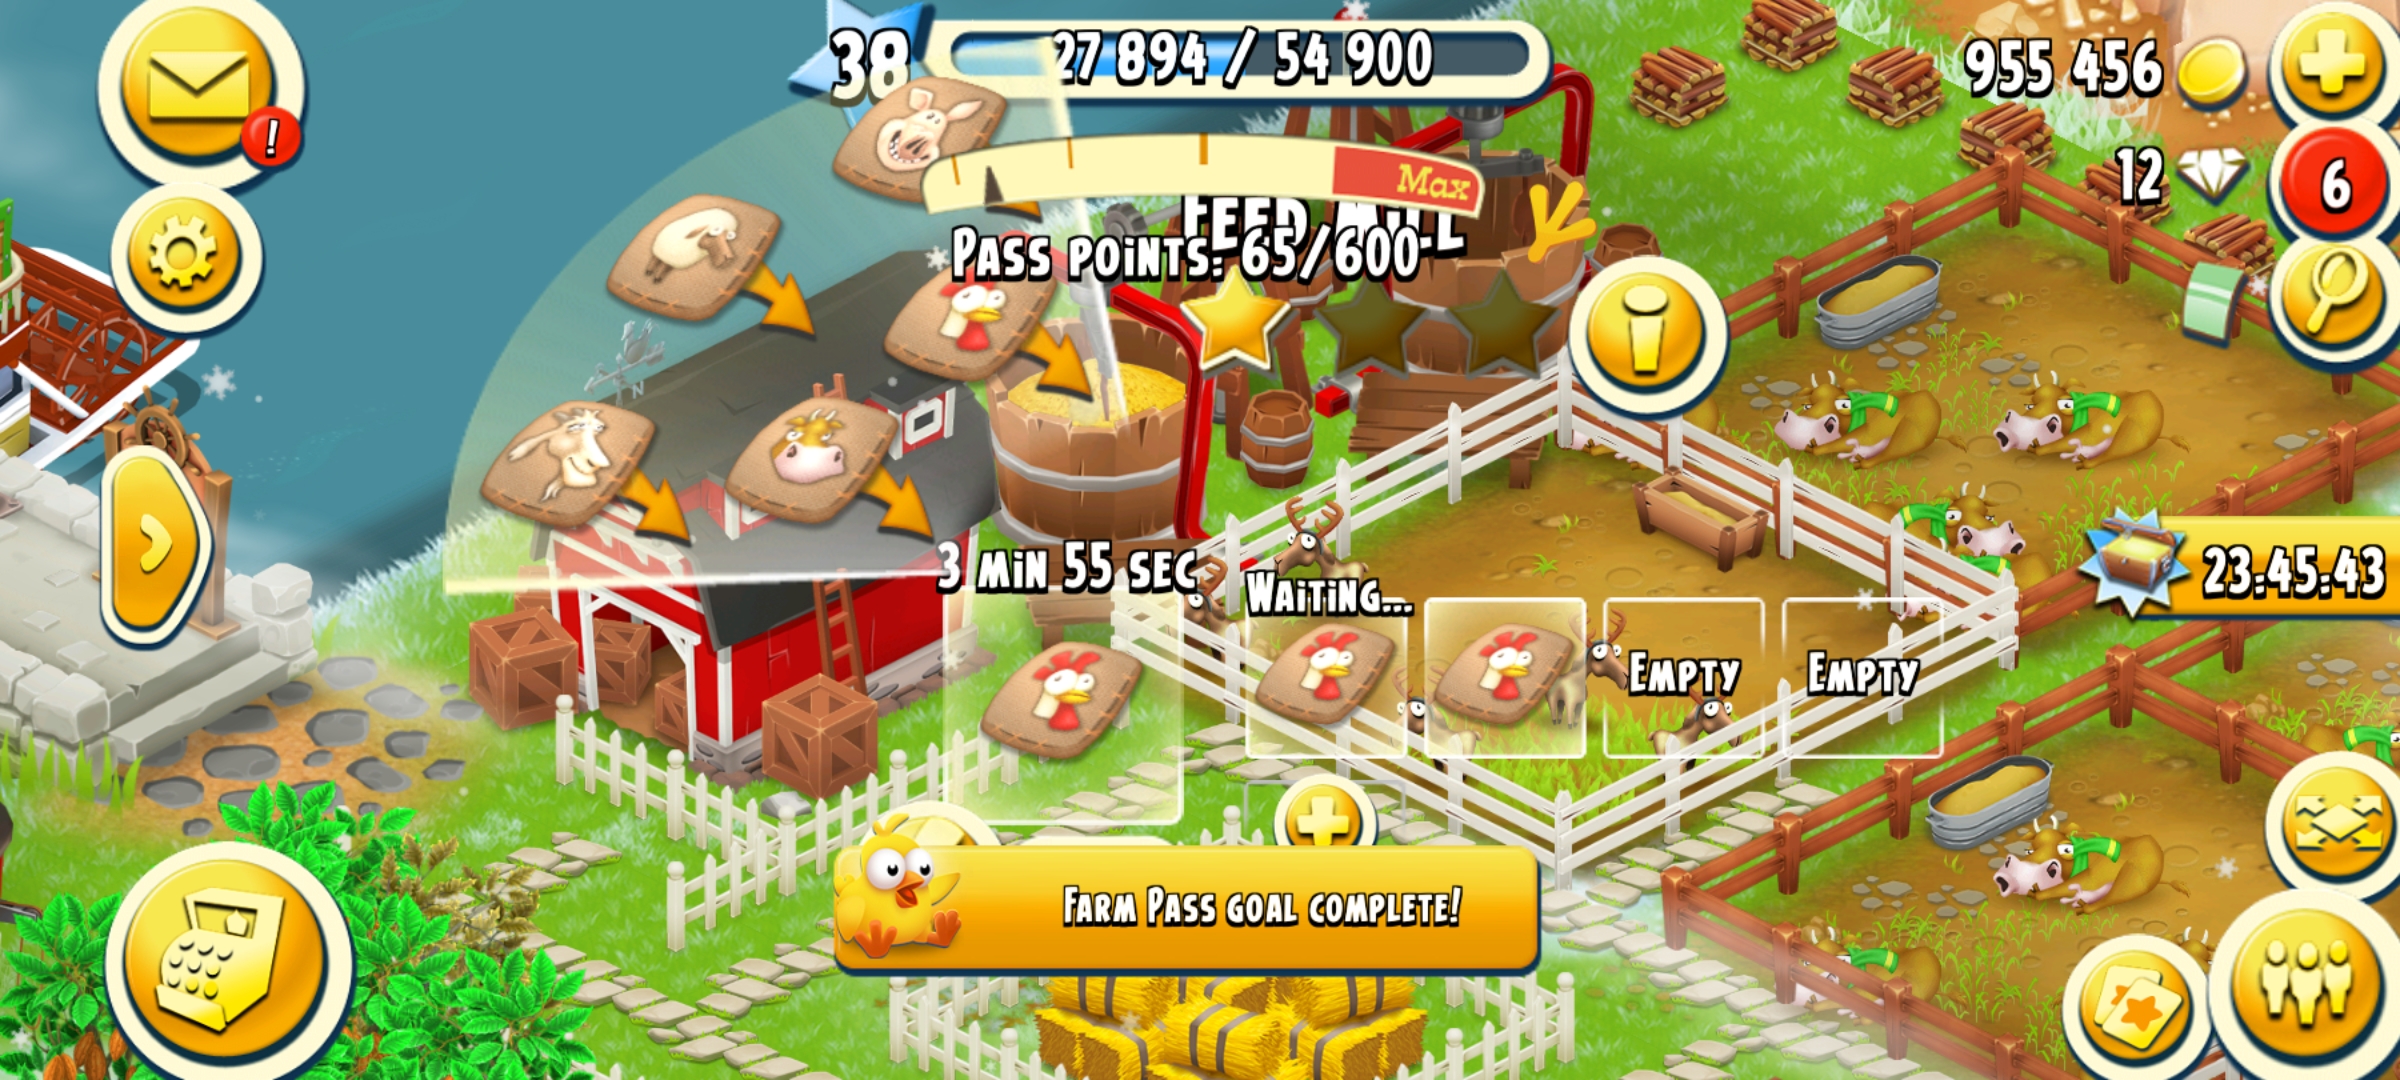 38
27 894 / 54 900
955 456
12
6
!
Max
FEED MILL
PASS POINTS: 65/600
3 MIN 55 SEC
WAITING...
EMPTY
EMPTY
23:45:43
FARM PASS GOAL COMPLETE!